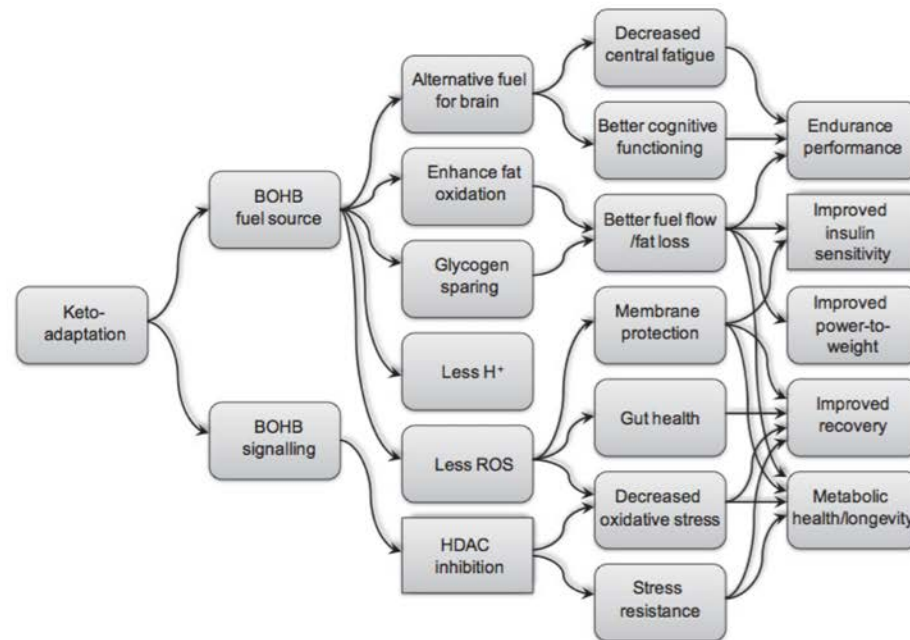 Keto-
adaptation
BOHB
fuel source
BOHB
signalling
Alternative fuel
for brain
Enhance fat
oxidation
Glycogen
sparing
Less H⁺
Less ROS
HDAC
inhibition
Decreased
central fatigue
Better cognitive
functioning
Better fuel flow
/fat loss
Membrane
protection
Gut health
Decreased
oxidative stress
Stress
resistance
Endurance
performance
Improved
insulin
sensitivity
Improved
power-to-
weight
Improved
recovery
Metabolic
health/longevity